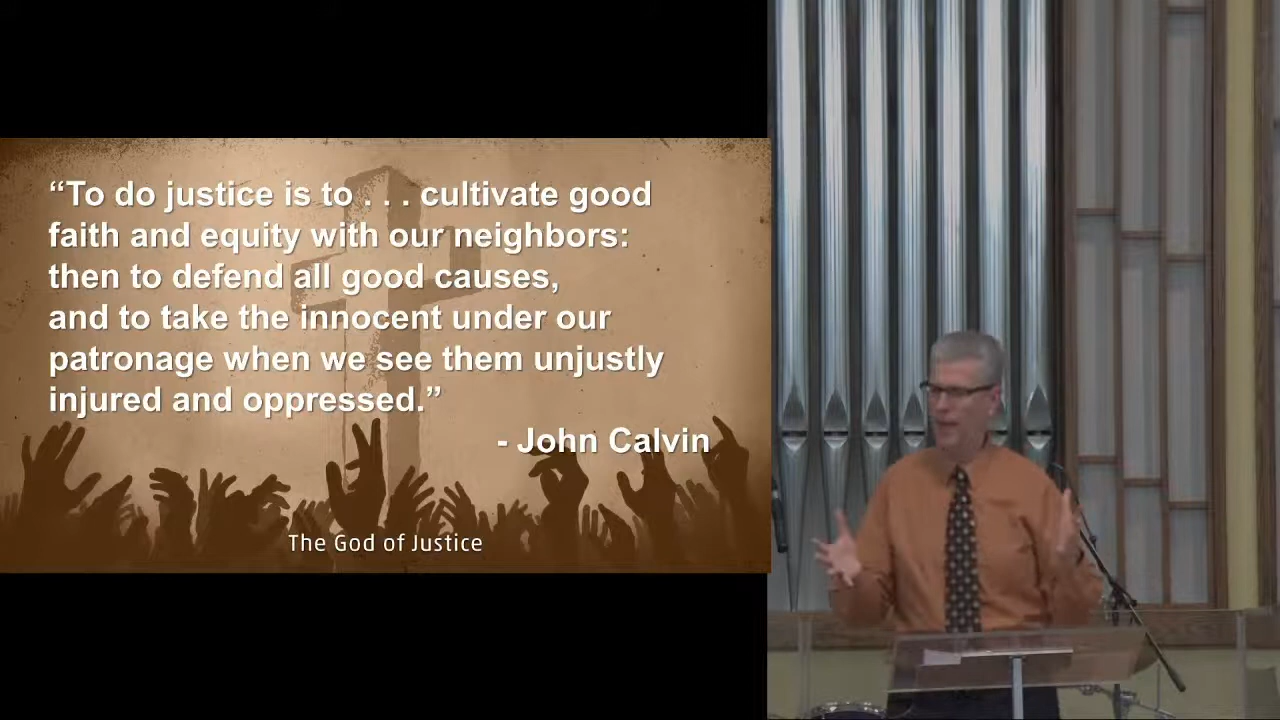 “To do justice is to . . . cultivate good
faith and equity with our neighbors:
then to defend all good causes,
and to take the innocent under our
patronage when we see them unjustly
injured and oppressed.”
- John Calvin
The God of Justice